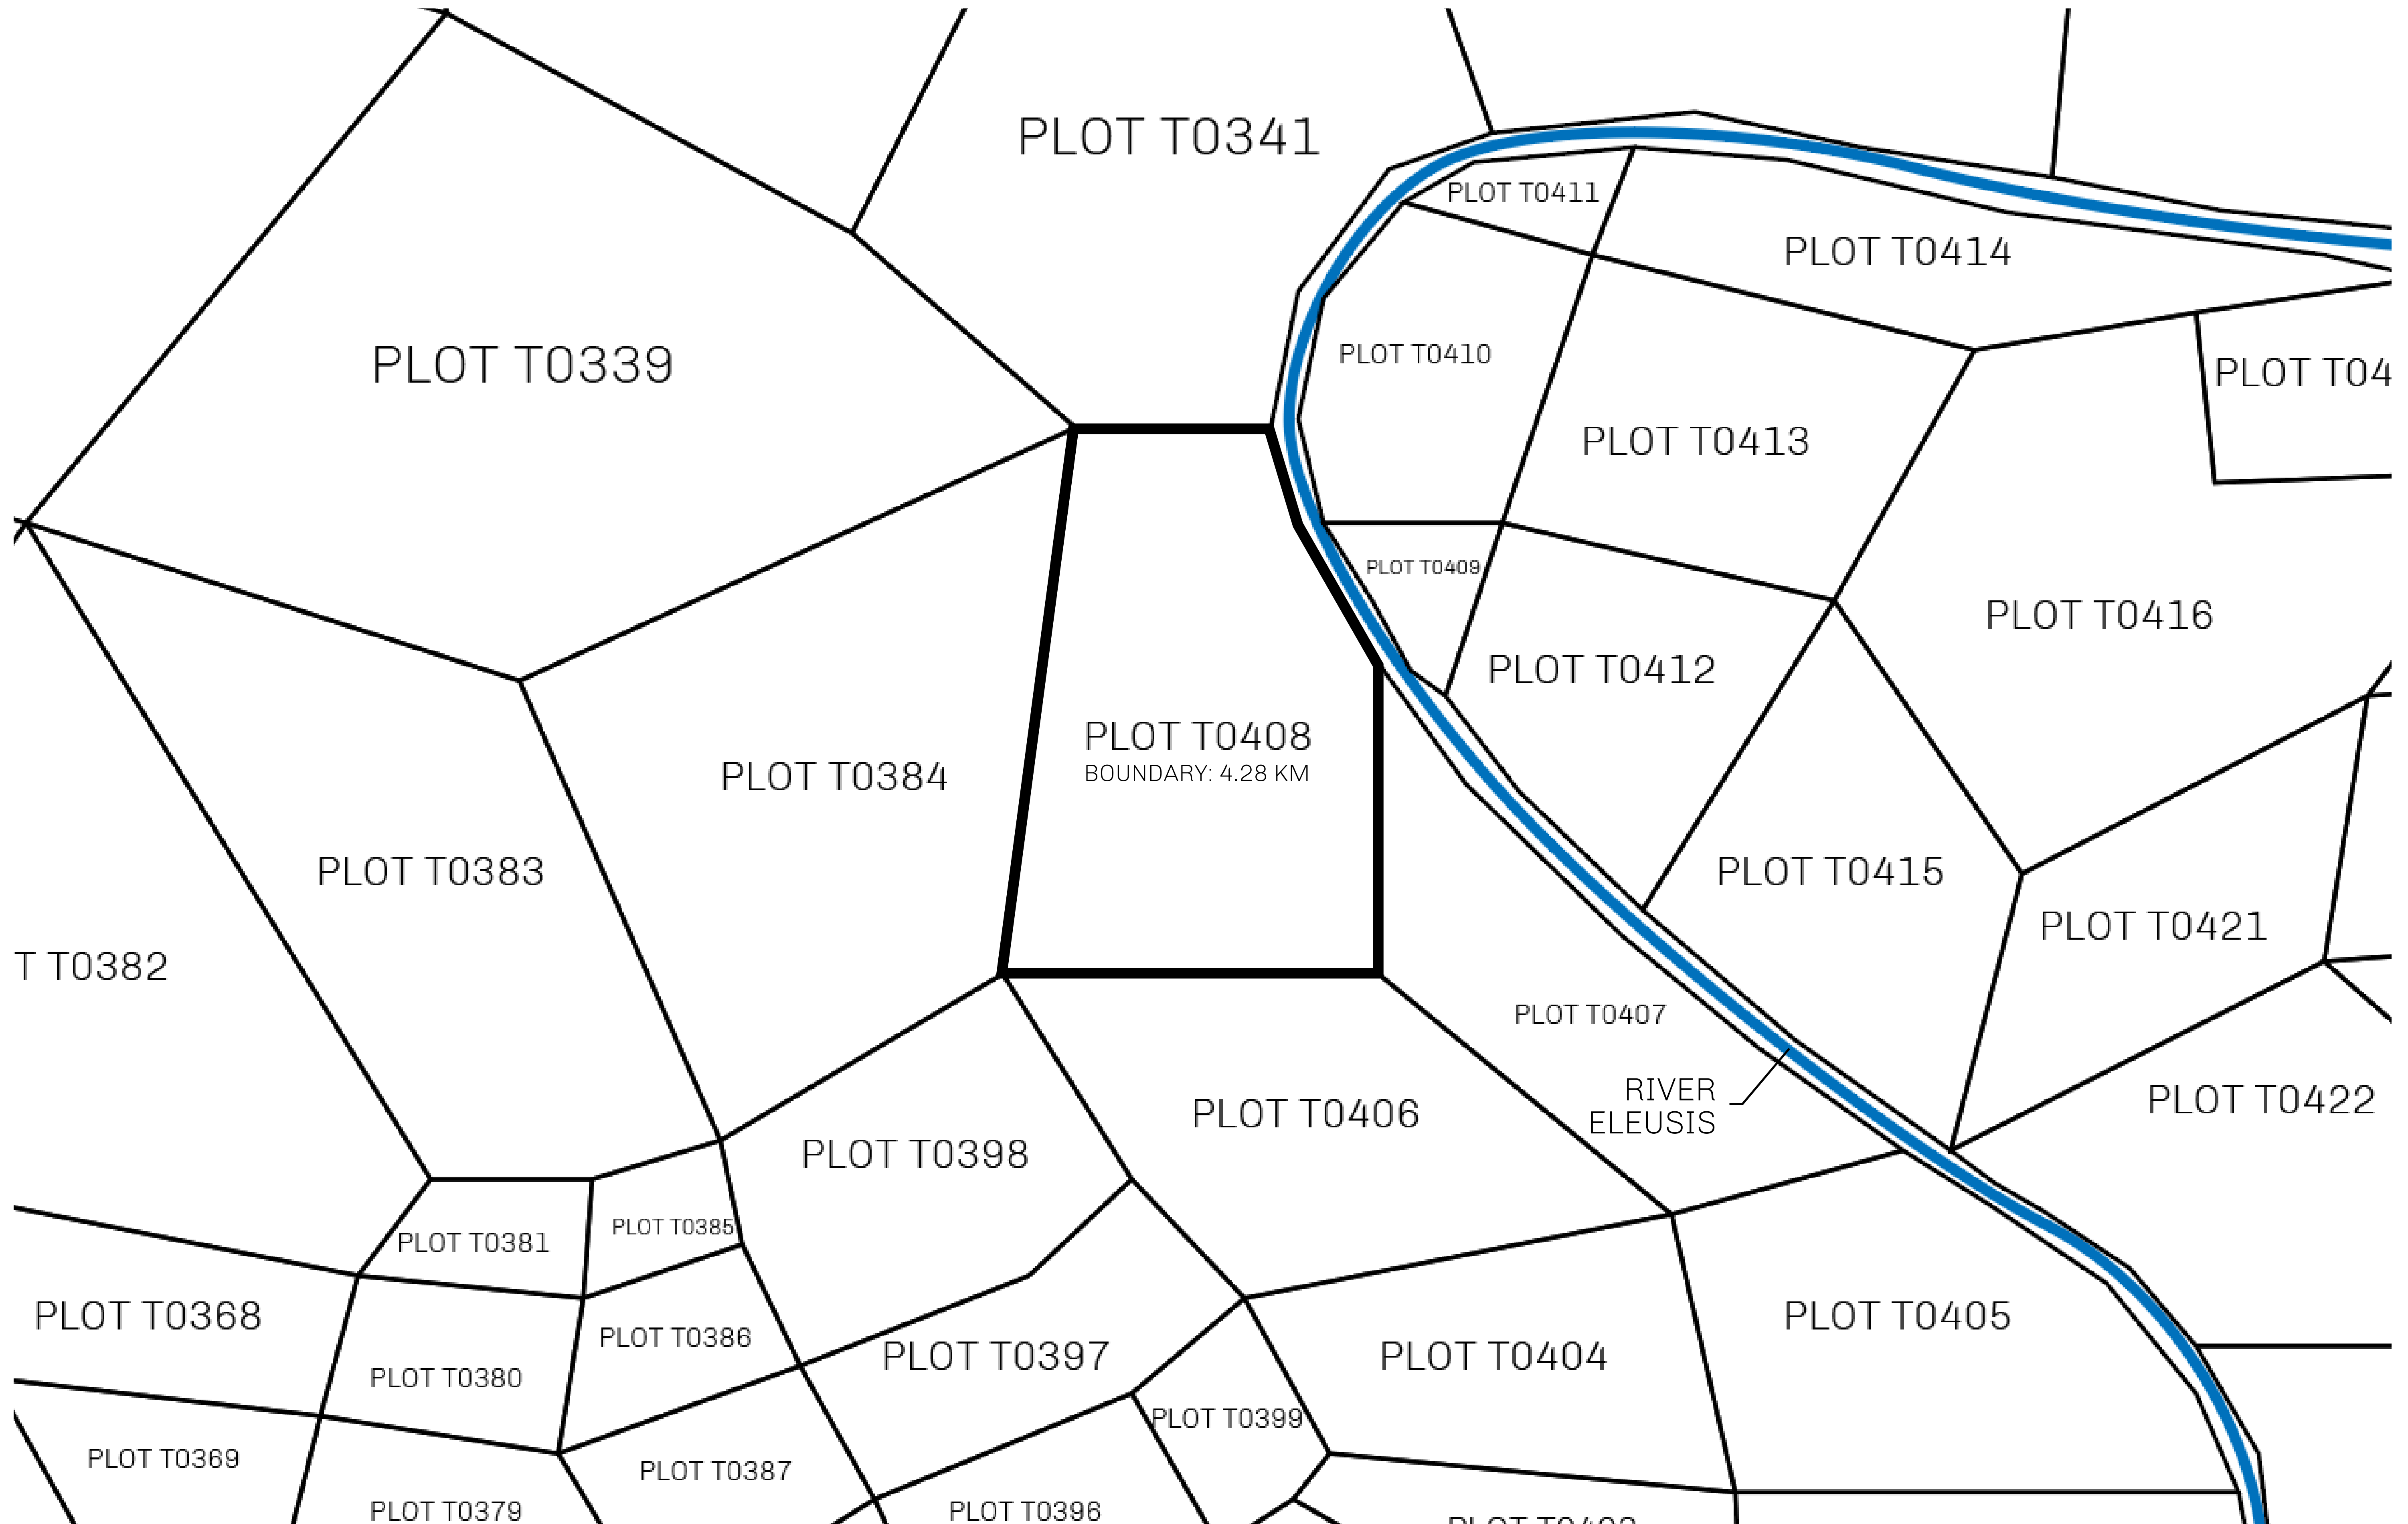 PLOT T0341
PLOT T0411
PLOT T0414
PLOT T0339
PLOT T0410
PLOT T04
PLOT T0413
PLOT T0409
PLOT T0416
PLOT T0412
PLOT T0408
BOUNDARY: 4.28 KM
PLOT T0384
PLOT T0383
PLOT T0415
PLOT T0421
T T0382
PLOT T0407
RIVER
ELEUSIS
PLOT T0422
PLOT T0406
PLOT T0398
PLOT T0385
PLOT T0381
PLOT T0368
PLOT T0386
PLOT T0405
PLOT T0397
PLOT T0404
PLOT T0380
PLOT T0399
PLOT T0369
PLOT T0387
PLOT T0379
PLOT T0396